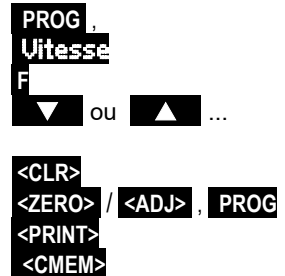 PROG ,
Vitesse
F
▼ ou ▲ ...
<CLR>
<ZERO> / <ADJ> , PROG
<PRINT>
<CMEM>